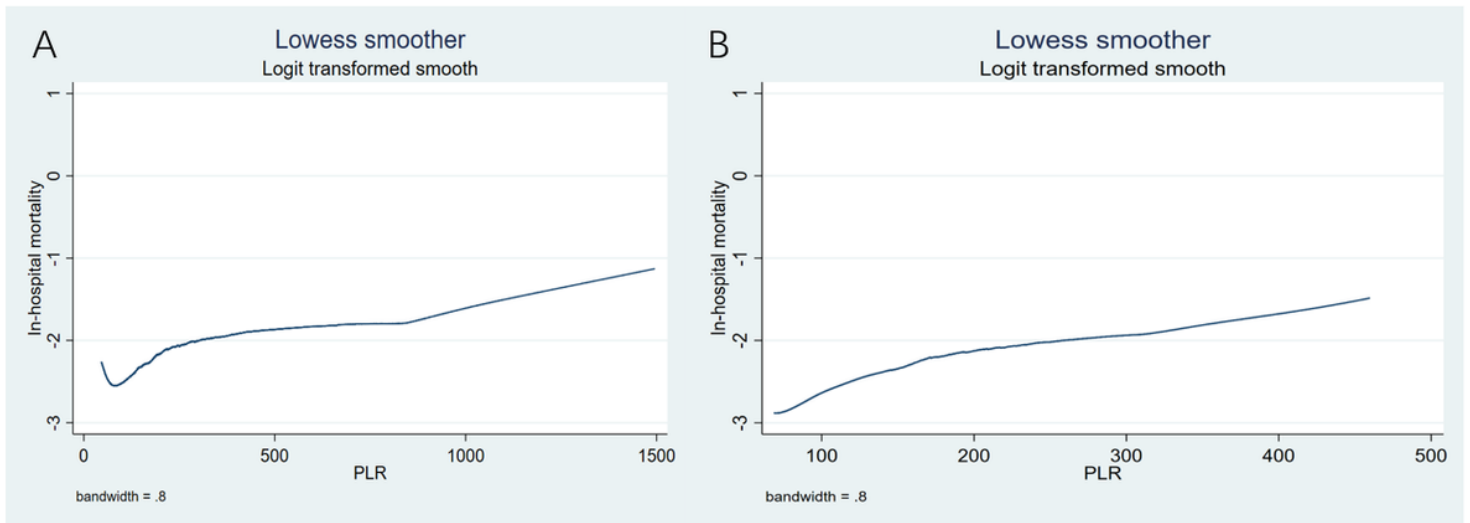 A
Lowess smoother
Logit transformed smooth
In-hospital mortality
1
0
-1
-2
-3
0 500 1000 1500
PLR
bandwidth = .8
B
Lowess smoother
Logit transformed smooth
In-hospital mortality
1
0
-1
-2
-3
100 200 300 400 500
PLR
bandwidth = .8